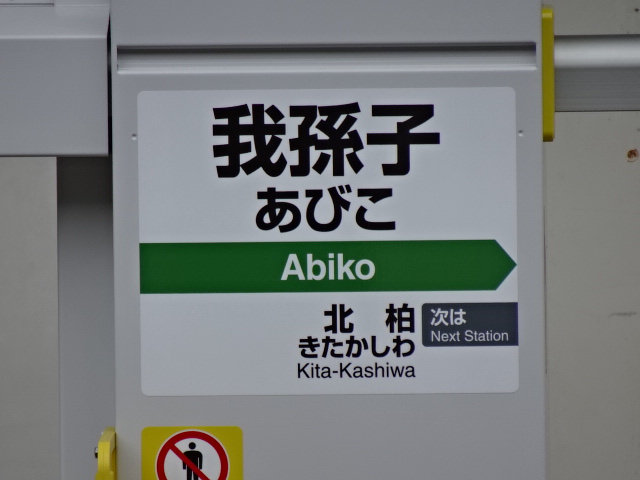 我孫子
あびこ
Abiko
北 柏
きたかしわ
Kita-Kashiwa
次は
Next Station